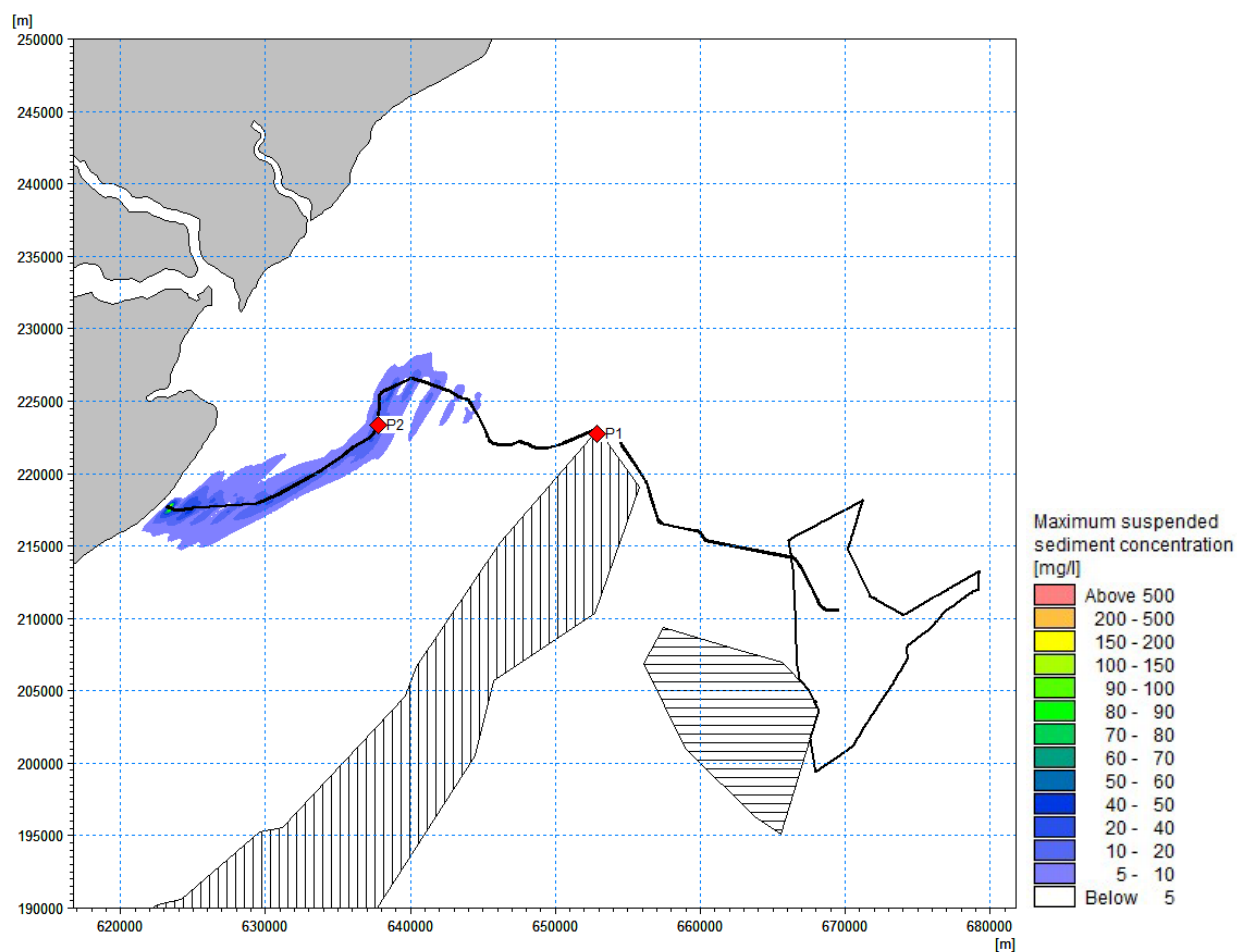 [m]
250000
245000
240000
235000
230000
225000
220000
215000
210000
205000
200000
195000
190000
P2
P1
620000 630000 640000 650000 660000 670000 680000
[m]
Maximum suspended
sediment concentration
[mg/l]
Above 500
200 - 500
150 - 200
100 - 150
90 - 100
80 - 90
70 - 80
60 - 70
50 - 60
40 - 50
20 - 40
10 - 20
5 - 10
Below 5